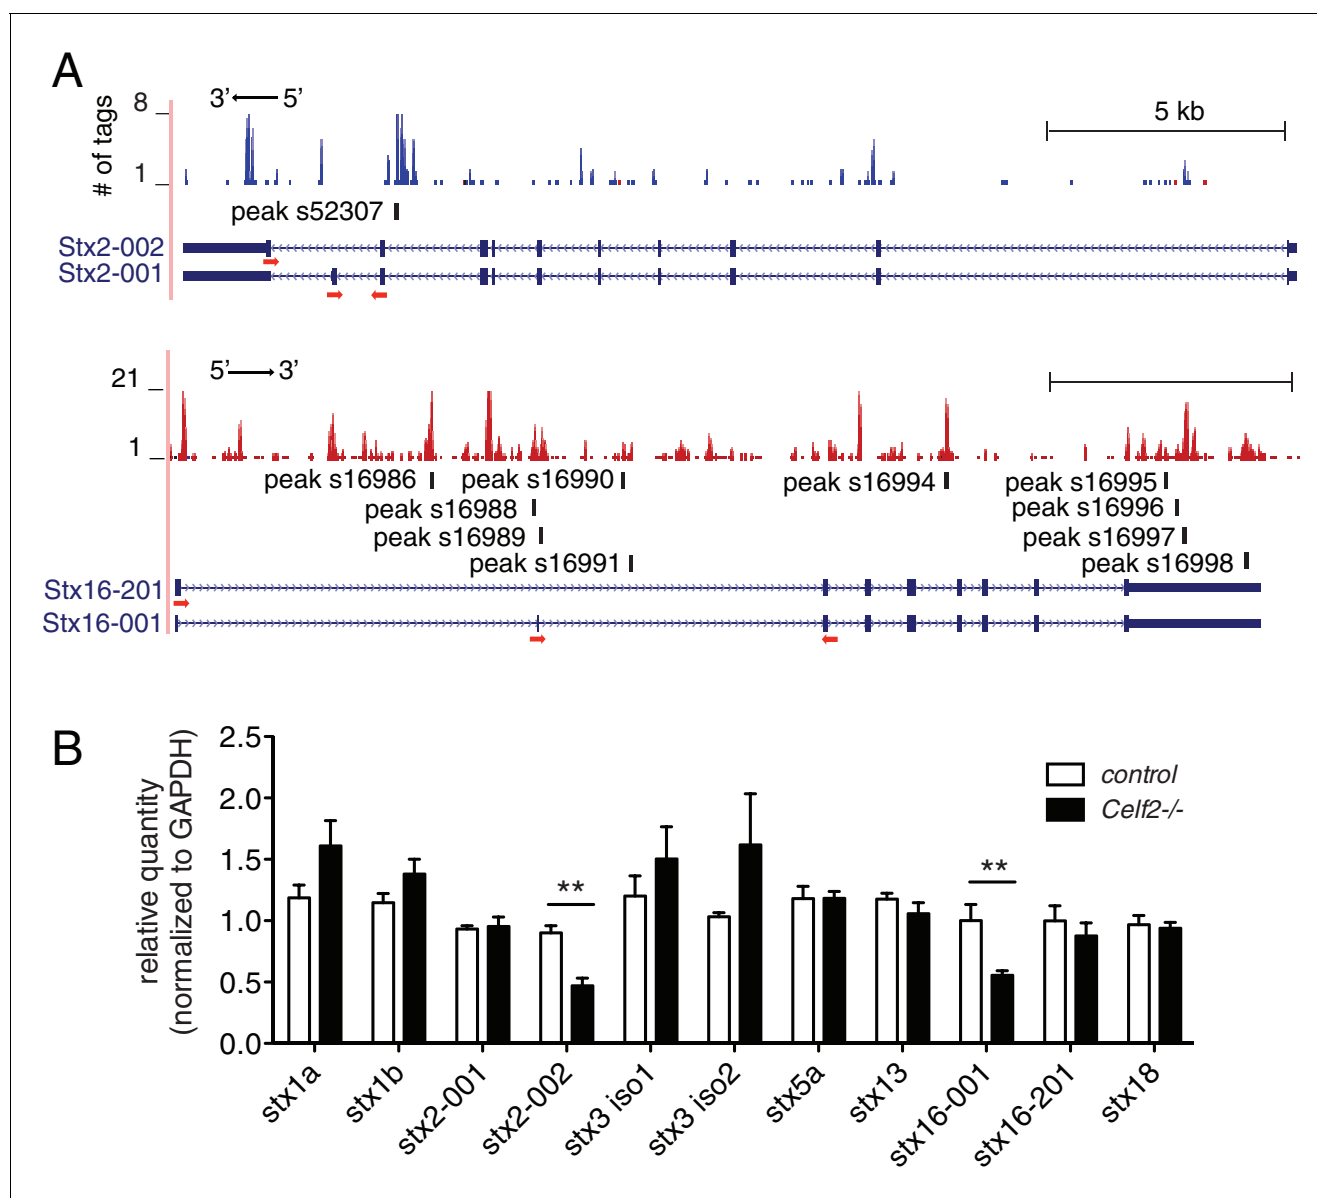 A
3’ 5’
# of tags
8
1
5 kb
peak s52307
Stx2-002
Stx2-001
5’ 3’
21
1
peak s16986
peak s16990
peak s16994
peak s16995
peak s16988
peak s16996
peak s16989
peak s16997
peak s16991
peak s16998
Stx16-201
Stx16-001
B
relative quantity
(normalized to GAPDH)
2.5
2.0
1.5
1.0
0.5
0.0
control
Celf2-/-
**
**
stx1a
stx1b
stx2-001
stx2-002
stx3 iso1
stx3 iso2
stx5a
stx13
stx16-001
stx16-201
stx18